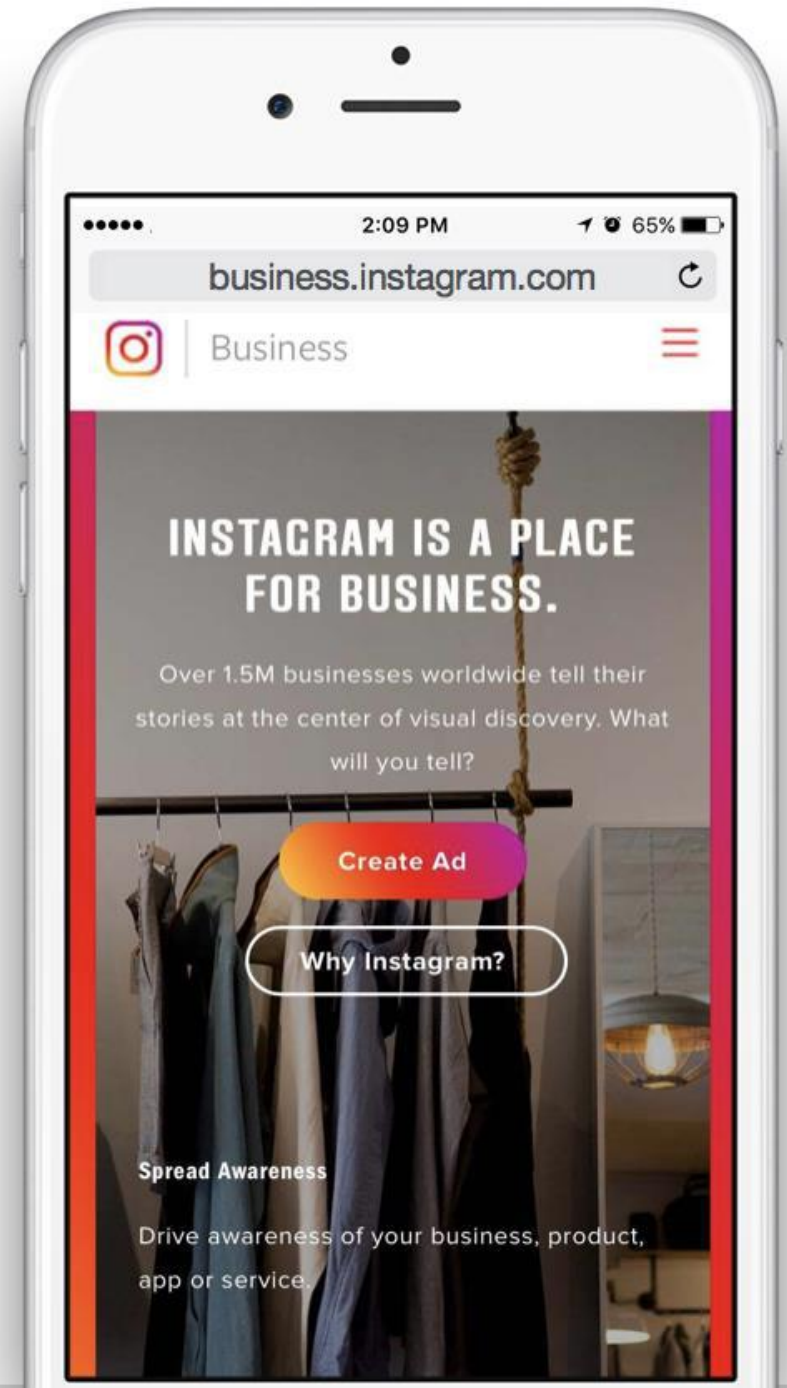 2:09 PM 65%
business.instagram.com
Business
INSTAGRAM IS A PLACE
FOR BUSINESS.
Over 1.5M businesses worldwide tell their
stories at the center of visual discovery. What
will you tell?
Create Ad
Why Instagram?
Spread Awareness
Drive awareness of your business, product,
app or service.